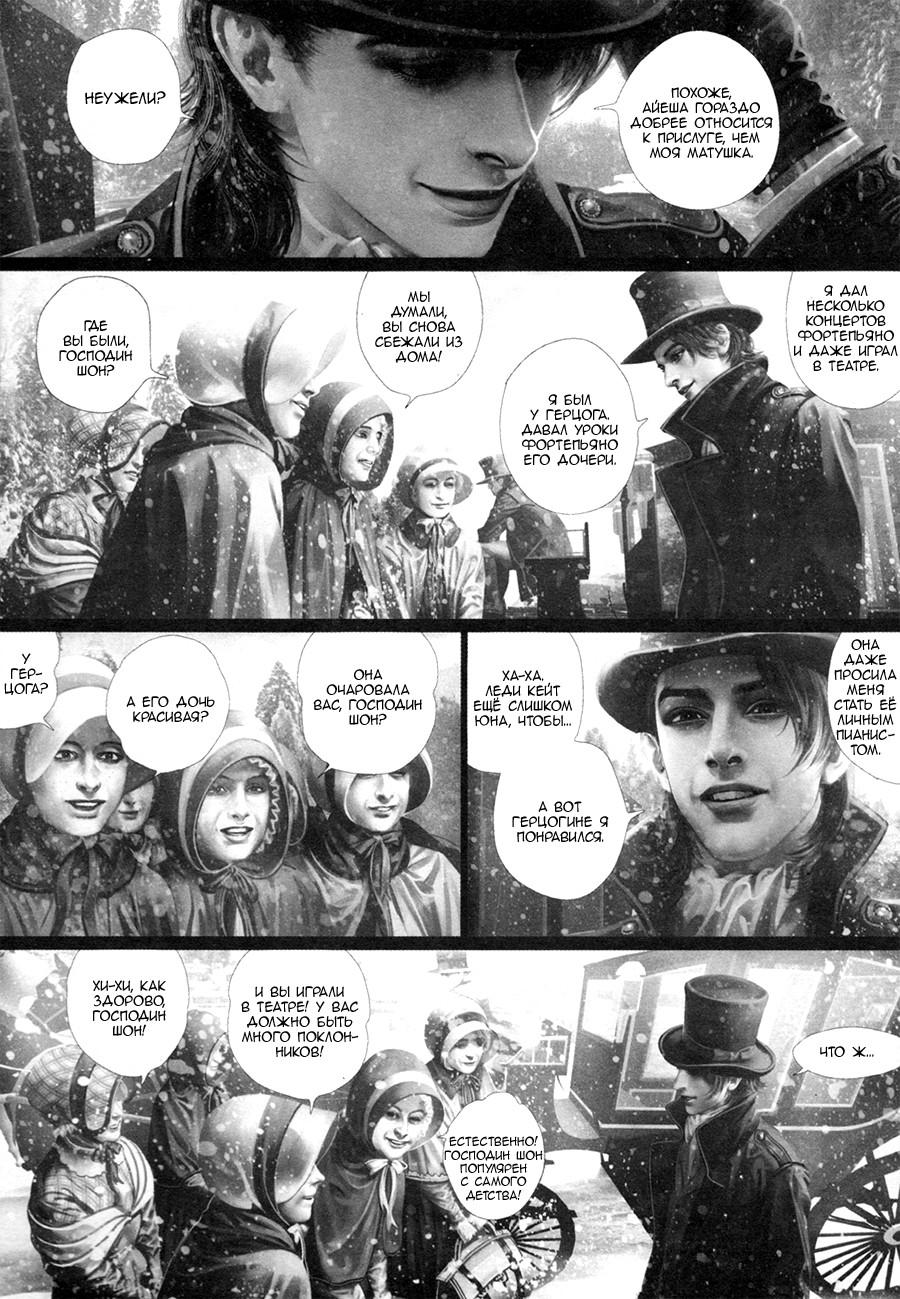 НЕУЖЕЛИ?
ПОХОЖЕ,
АЙЕША ГОРАЗДО
ДОБРЕЕ ОТНОСИТСЯ
К ПРИСЛУГЕ, ЧЕМ
МОЯ МАТУШКА.
ГДЕ
ВЫ БЫЛИ,
ГОСПОДИН
ШОН?
МЫ
ДУМАЛИ,
ВЫ СНОВА
СБЕЖАЛИ ИЗ
ДОМА!
Я БЫЛ
У ГЕРЦОГА.
ДАВАЛ УРОКИ
ФОРТЕПЬЯНО
ЕГО ДОЧЕРИ.
Я ДАЛ
НЕСКОЛЬКО
КОНЦЕРТОВ
ФОРТЕПЬЯНО
И ДАЖЕ ИГРАЛ
В ТЕАТРЕ.
У
ГЕР-
ЦОГА?
А ЕГО ДОЧЬ
КРАСИВАЯ?
ОНА
ОЧАРОВАЛА
ВАС, ГОСПОДИН
ШОН?
ХА-ХА.
ЛЕДИ КЕЙТ
ЕЩЁ СЛИШКОМ
ЮНА, ЧТОБЫ...
А ВОТ
ГЕРЦОГИНЕ Я
ПОНРАВИЛСЯ.
ОНА
ДАЖЕ
ПРОСИЛА
МЕНЯ
СТАТЬ ЕЁ
ЛИЧНЫМ
ПИАНИС-
ТОМ.
ХИ-ХИ, КАК
ЗДОРОВО,
ГОСПОДИН
ШОН!
И ВЫ ИГРАЛИ
В ТЕАТРЕ! У ВАС
ДОЛЖНО БЫТЬ
МНОГО ПОКЛОН-
НИКОВ!
ЕСТЕСТВЕННО!
ГОСПОДИН ШОН
ПОПУЛЯРЕН
С САМОГО
ДЕТСТВА!
ЧТО Ж...